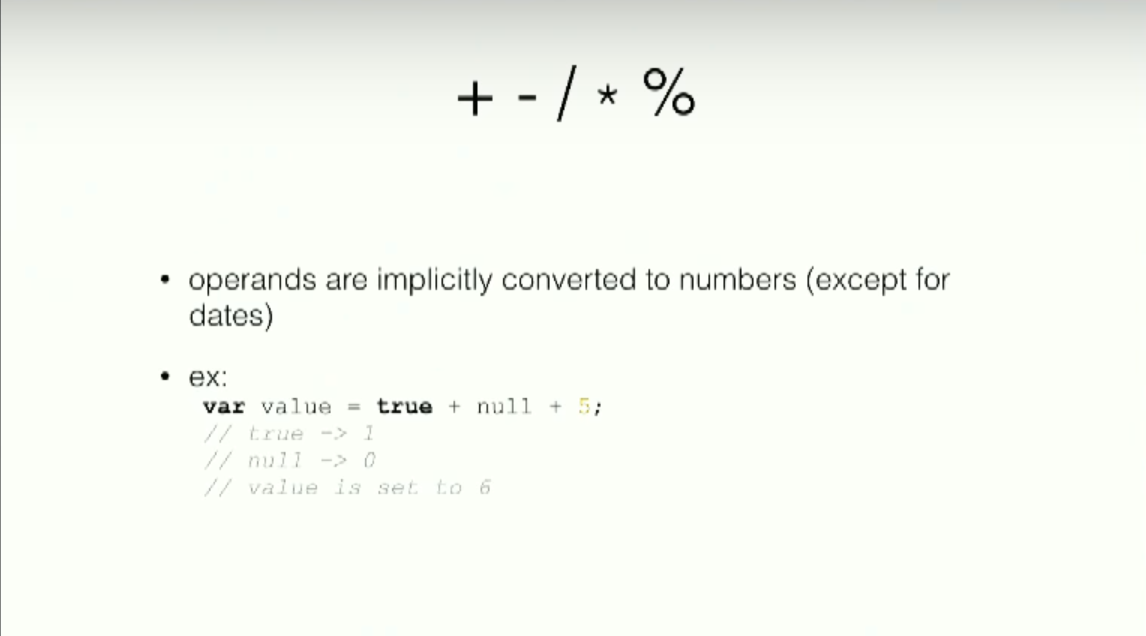 + - / * %
• operands are implicitly converted to numbers (except for
dates)
• ex:
var value = true + null + 5;
// true -> 1
// null -> 0
// value is set to 6